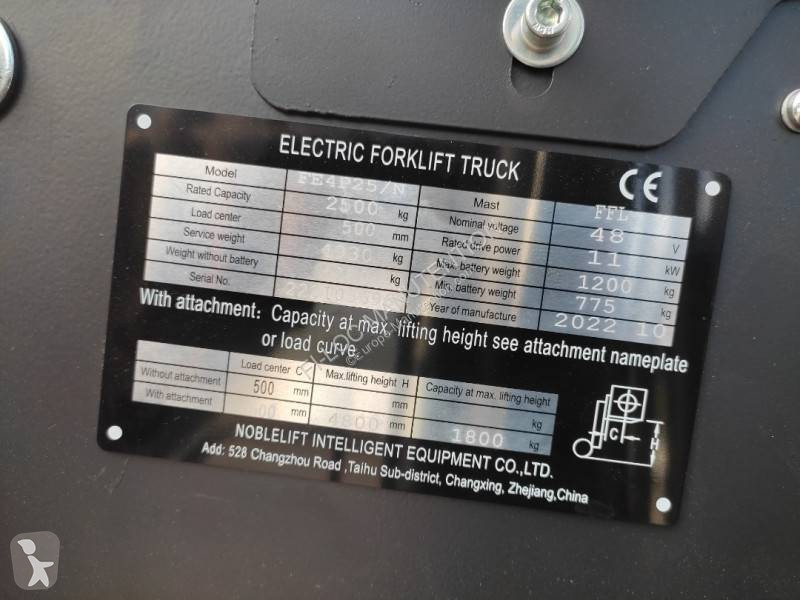 ELECTRIC FORKLIFT TRUCK CE
Model FE4P25/N Mast FFL
Rated Capacity 2500 kg Nominal voltage 48 V
Load center 500 mm Rated drive power 11 kW
Service weight kg Max. battery weight 1200 kg
Weight without battery kg Min. battery weight 775 kg
Serial No. Year of manufacture 2022 10
With attachment: Capacity at max. lifting height see attachment nameplate
or load curve
Load center C Max.lifting height H Capacity at max. lifting height
Without attachment 500 mm mm kg
With attachment mm 4800 mm 1800 kg
C H
NOBLELIFT INTELLIGENT EQUIPMENT CO.,LTD.
Add: 528 Changzhou Road ,Taihu Sub-district, Changxing, Zhejiang,China